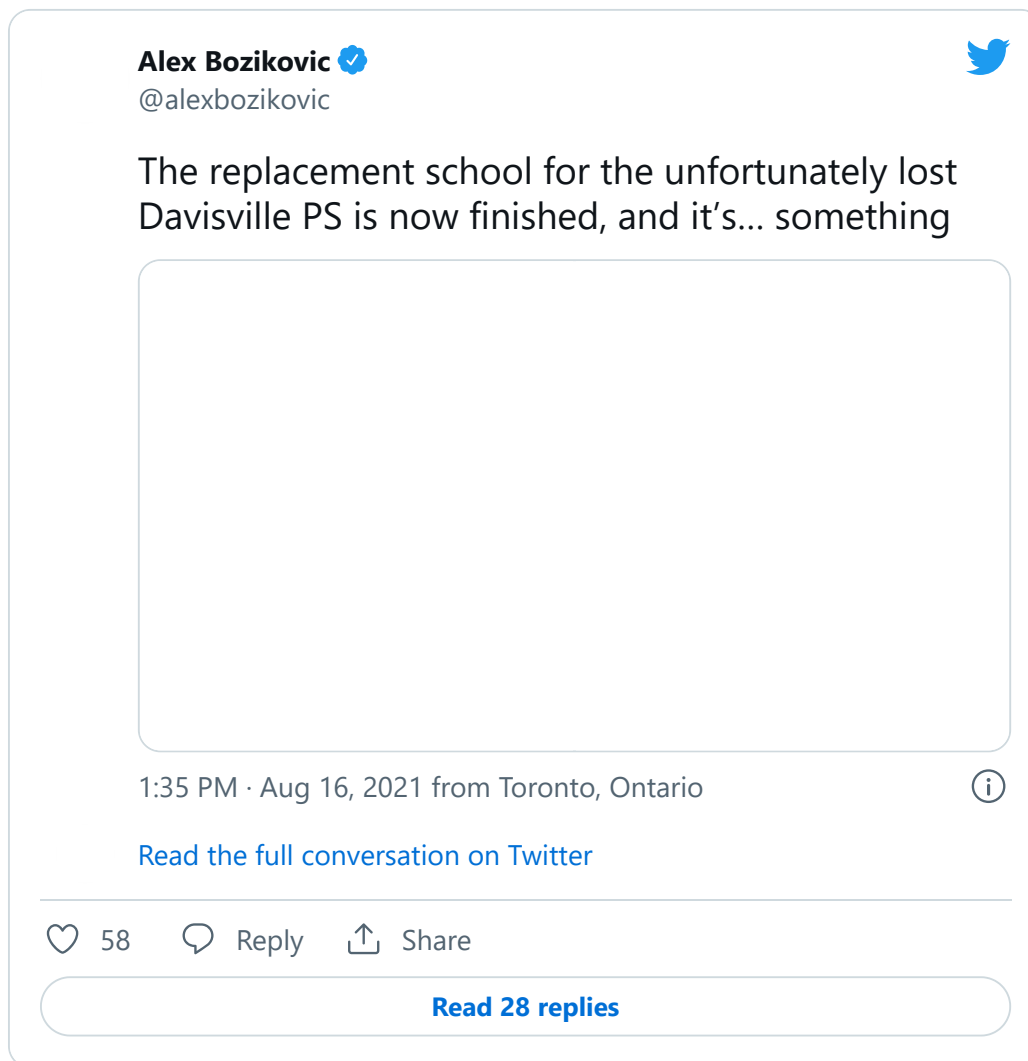 Alex Bozikovic
@alexbozikovic
The replacement school for the unfortunately lost
Davisville PS is now finished, and it’s… something
1:35 PM · Aug 16, 2021 from Toronto, Ontario
Read the full conversation on Twitter
58 Reply Share
Read 28 replies